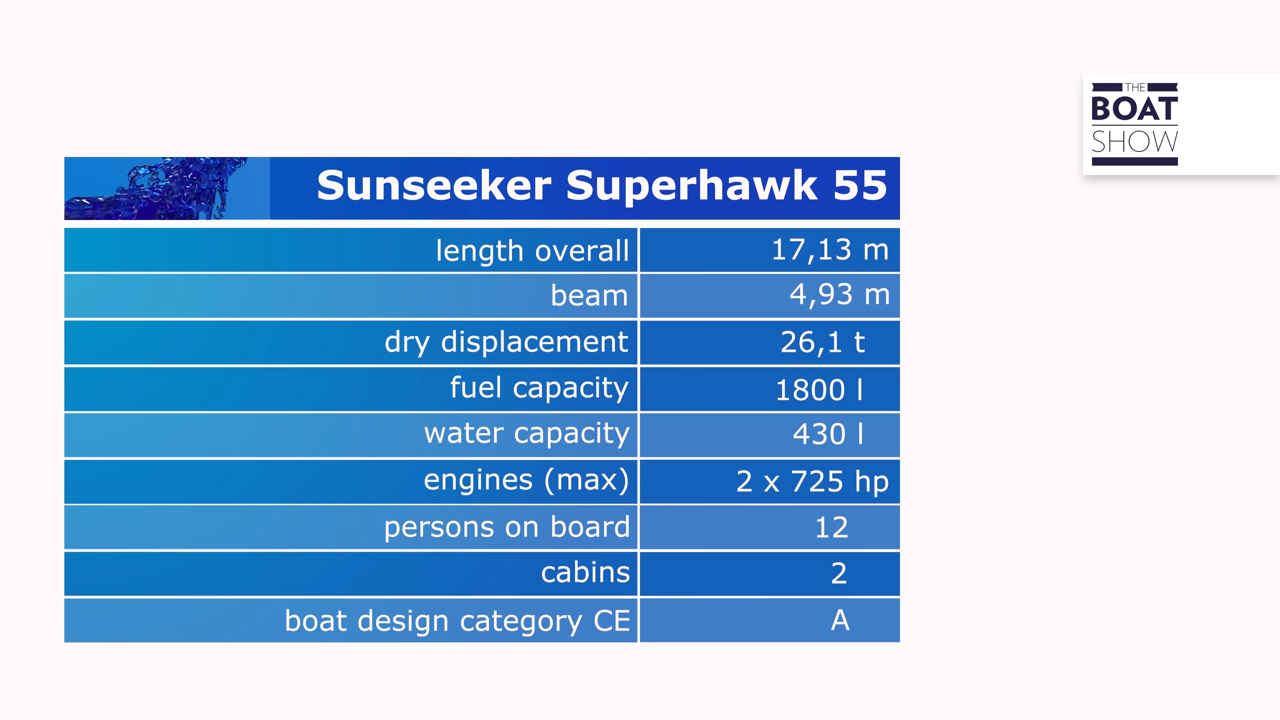 THE
BOAT
SHOW
Sunseeker Superhawk 55
length overall 17,13 m
beam 4,93 m
dry displacement 26,1 t
fuel capacity 1800 l
water capacity 430 l
engines (max) 2 x 725 hp
persons on board 12
cabins 2
boat design category CE A